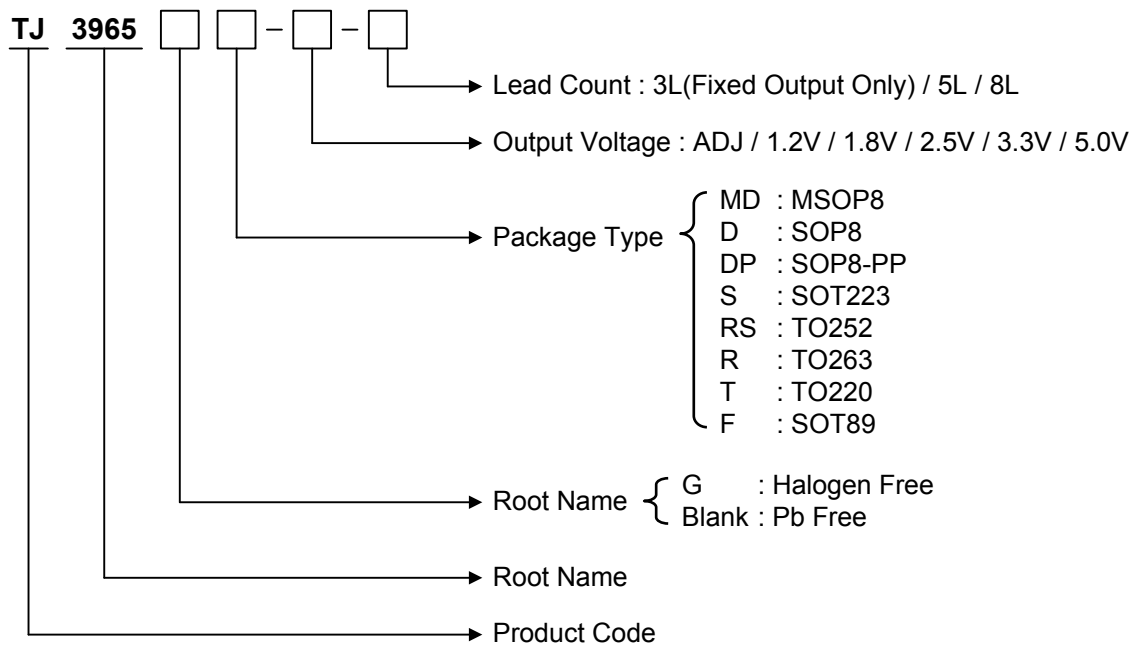 TJ 3965 – –
Lead Count : 3L(Fixed Output Only) / 5L / 8L
Output Voltage : ADJ / 1.2V / 1.8V / 2.5V / 3.3V / 5.0V
Package Type
MD : MSOP8
D : SOP8
DP : SOP8-PP
S : SOT223
RS : TO252
R : TO263
T : TO220
F : SOT89
Root Name
G : Halogen Free
Blank : Pb Free
Root Name
Product Code